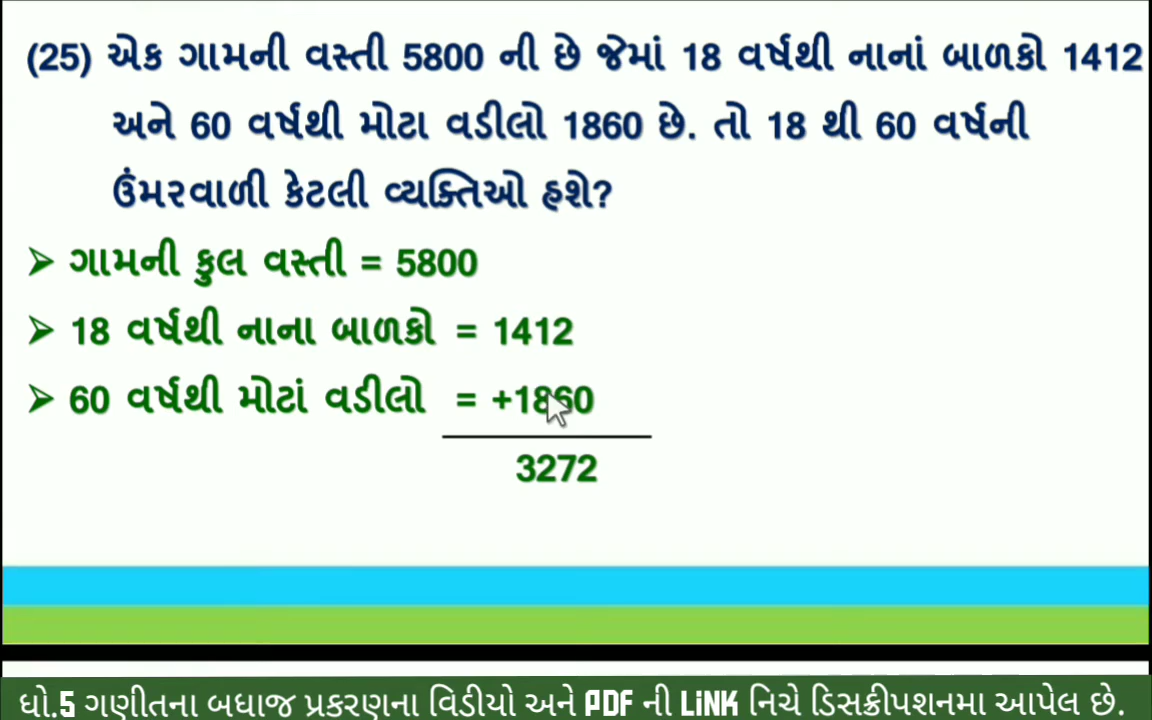 (25) એક ગામની વસ્તી 5800 ની છે જેમાં 18 વર્ષથી નાનાં બાળકો 1412
અને 60 વર્ષથી મોટા વડીલો 1860 છે. તો 18 થી 60 વર્ષની
ઉંમરવાળી કેટલી વ્યક્તિઓ હશે?
➢ ગામની કુલ વસ્તી = 5800
➢ 18 વર્ષથી નાના બાળકો = 1412
➢ 60 વર્ષથી મોટાં વડીલો = +1860
3272
ધો.5 ગણીતના બધાજ પ્રકરણના વિડીયો અને PDF ની LiNK નિચે ડિસક્રીપશનમા આપેલ છે.